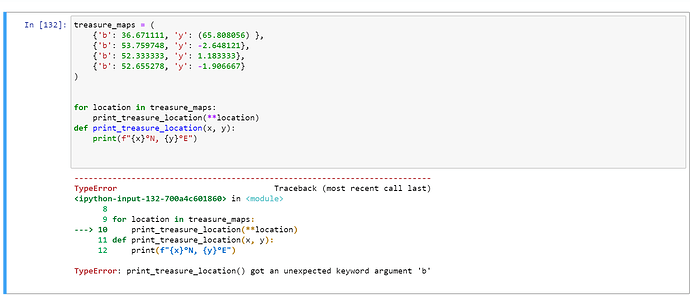 In [132]: treasure_maps = (
    {'b': 36.671111, 'y': (65.808056) },
    {'b': 53.759748, 'y': -2.648121},
    {'b': 52.333333, 'y': 1.183333},
    {'b': 52.655278, 'y': -1.906667}
)
for location in treasure_maps:
    print_treasure_location(**location)
def print_treasure_location(x, y):
    print(f"{x}°N, {y}°E")
---------------------------------------------------------------------------
TypeError                                 Traceback (most recent call last)
<ipython-input-132-700a4c601860> in <module>
      8
      9 for location in treasure_maps:
---> 10     print_treasure_location(**location)
     11 def print_treasure_location(x, y):
     12     print(f"{x}°N, {y}°E")
TypeError: print_treasure_location() got an unexpected keyword argument 'b'